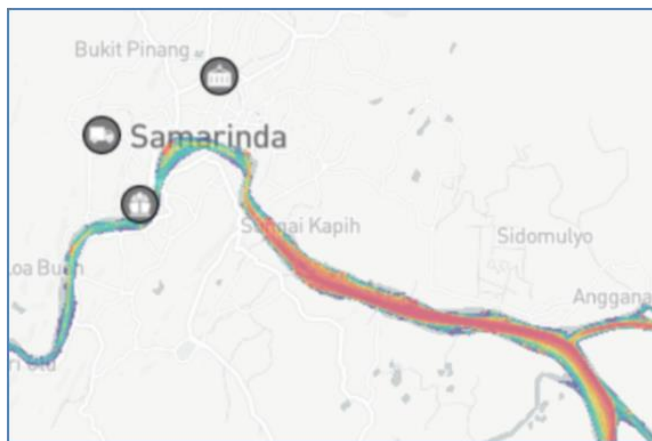 Bukit Pinang
Samarinda
Sungai Kapih
Sidomulyo
Anggana